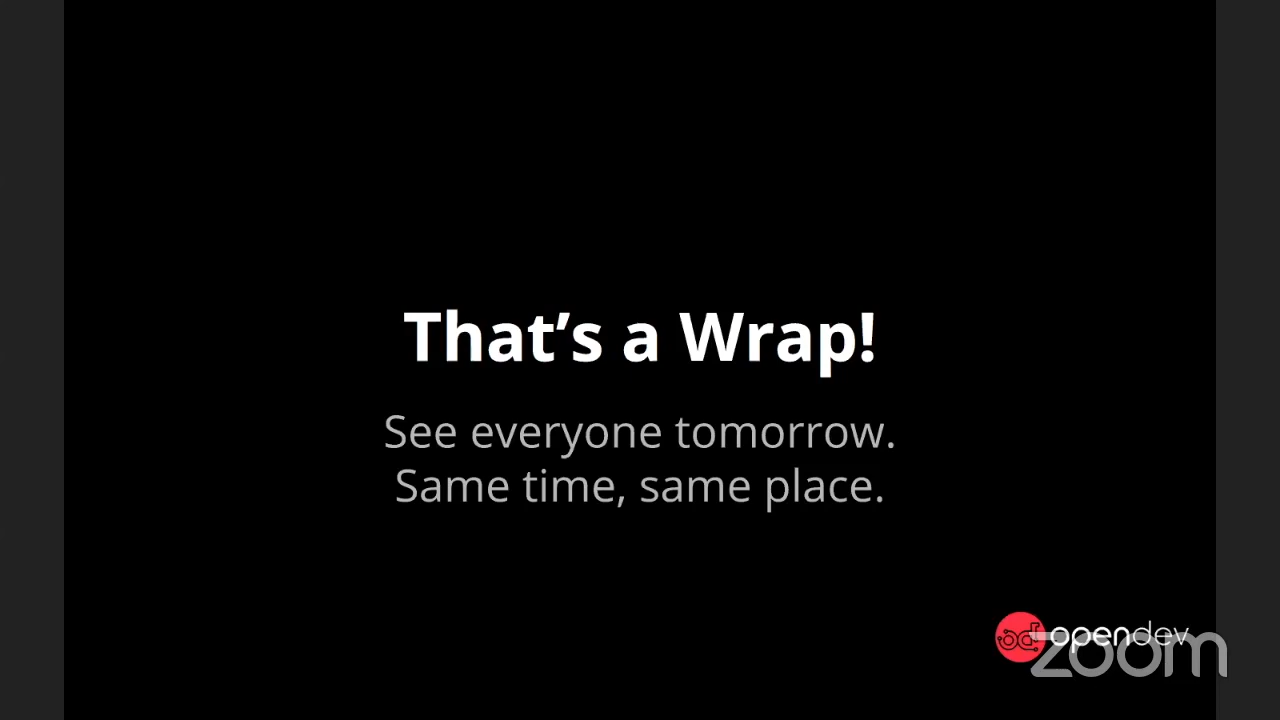 That’s a Wrap!
See everyone tomorrow.
Same time, same place.
opendev
zoom